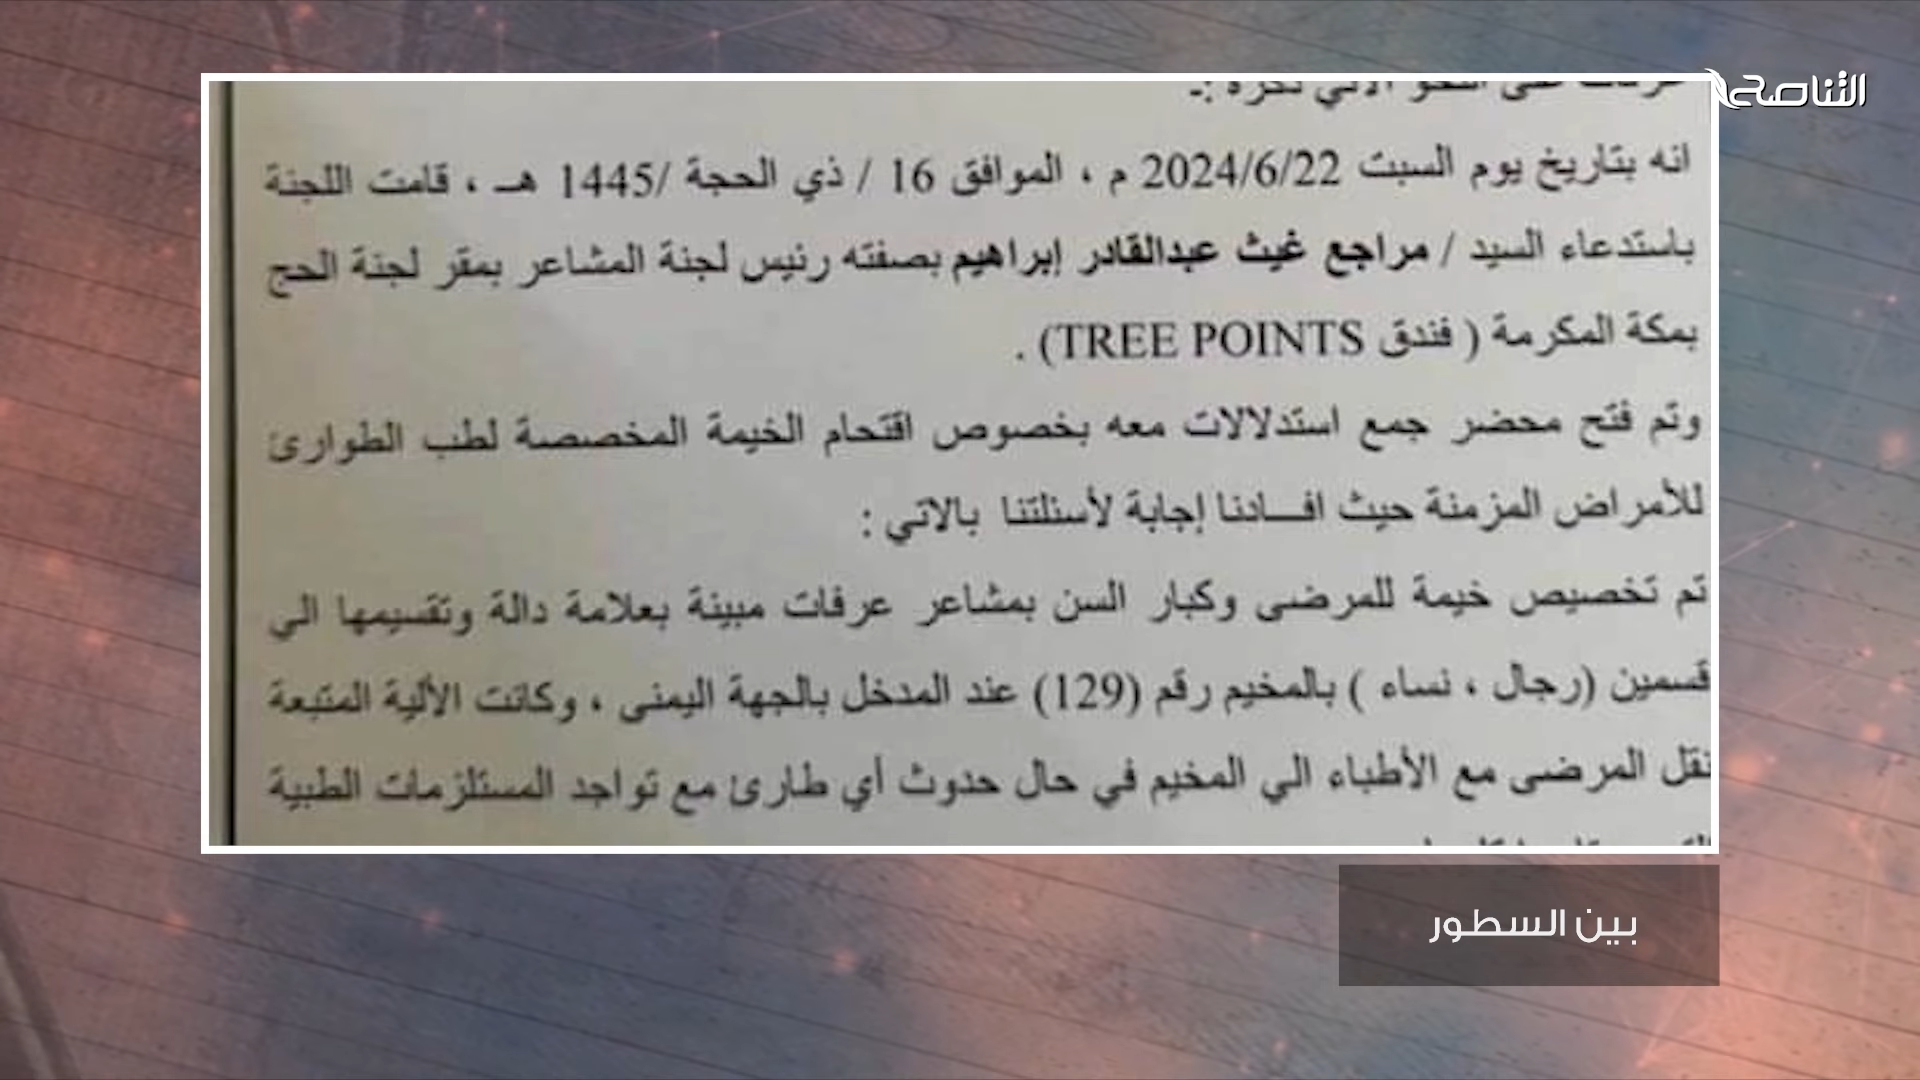 التناصح
انه بتاريخ يوم السبت 2024/6/22 م ، الموافق 16 / ذي الحجة /1445 هـ ، قامت اللجنة
باستدعاء السيد / مراجع غيث عبدالقادر إبراهيم بصفته رئيس لجنة المشاعر بمقر لجنة الحج
بمكة المكرمة ( فندق TREE POINTS) .
وتم فتح محضر جمع استدلالات معه بخصوص اقتحام الخيمة المخصصة لطب الطوارئ
للأمراض المزمنة حيث افـــادنا إجابة لأسئلتنا بالاتي :
تم تخصيص خيمة للمرضى وكبار السن بمشاعر عرفات مبينة بعلامة دالة وتقسيمها الي
قسمين (رجال ، نساء ) بالمخيم رقم (129) عند المدخل بالجهة اليمنى ، وكانت الألية المتبعة
نقل المرضى مع الأطباء الي المخيم في حال حدوث أي طارئ مع تواجد المستلزمات الطبية
بين السطور